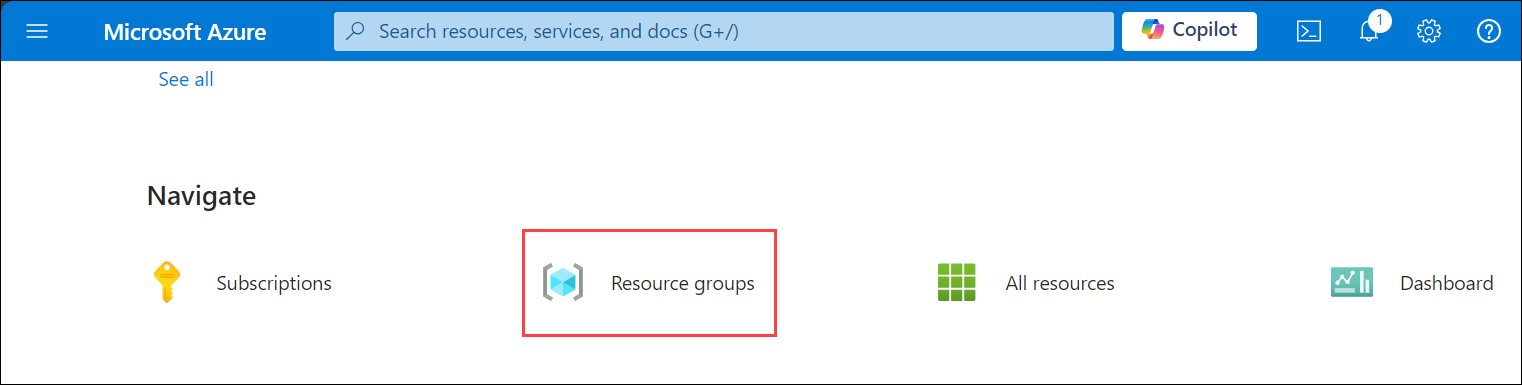 Microsoft Azure
Search resources, services, and docs (G+/)
Copilot
1
See all
Navigate
Subscriptions
Resource groups
All resources
Dashboard